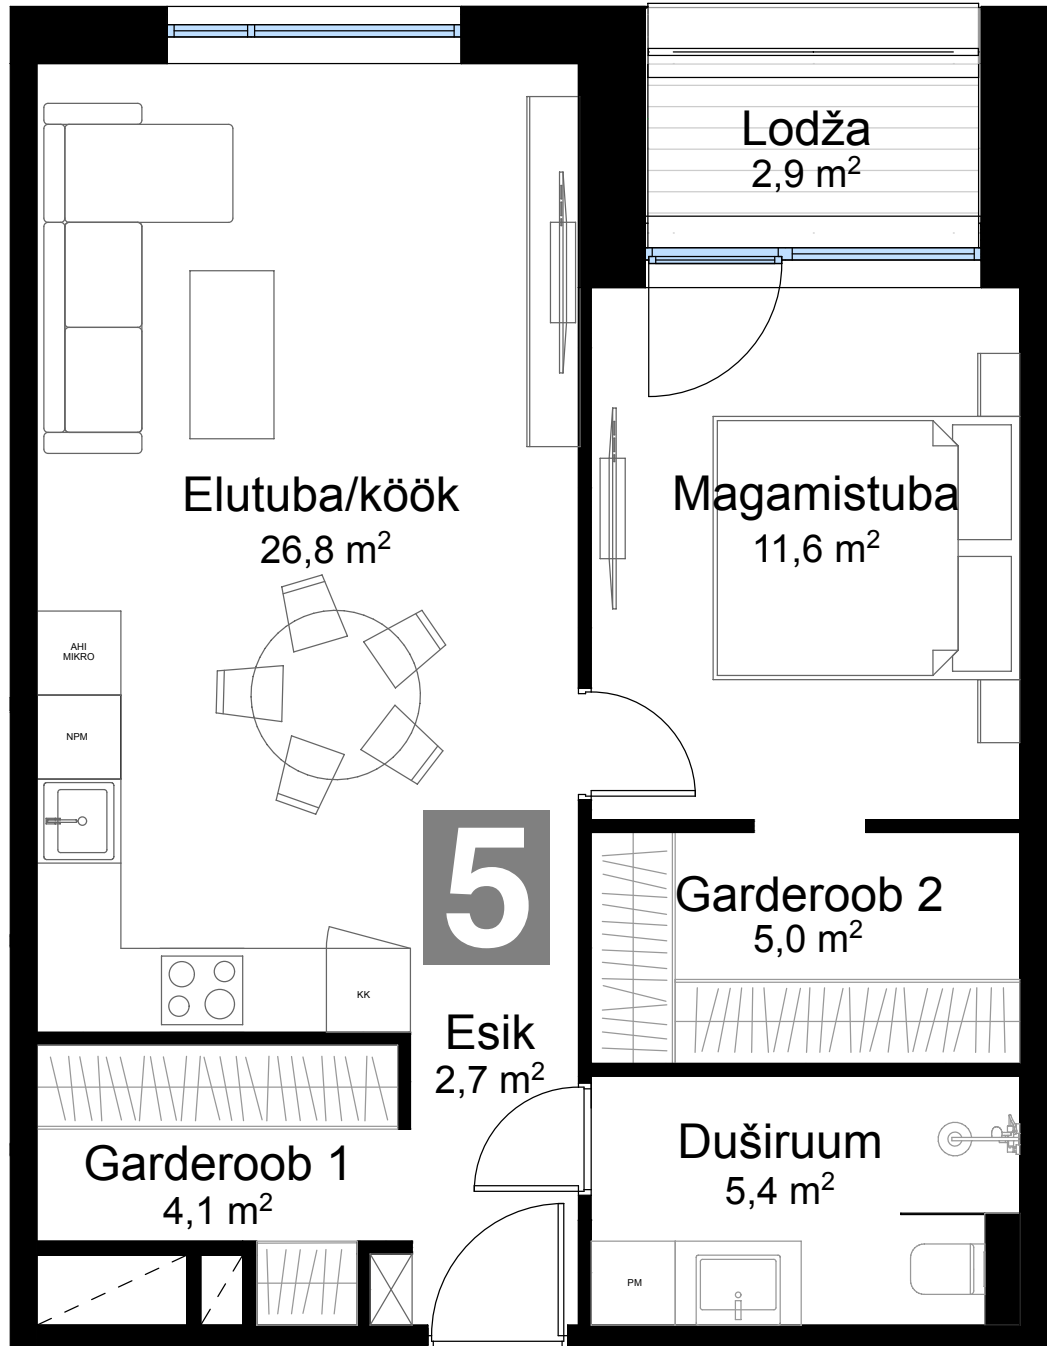 Lodža
2,9 m²
Elutuba/köök
26,8 m²
Magamistuba
11,6 m²
AHI
MIKRO
NPM
5
Garderoob 2
5,0 m²
KK
Esik
2,7 m²
Garderoob 1
4,1 m²
Duširuum
5,4 m²
PM